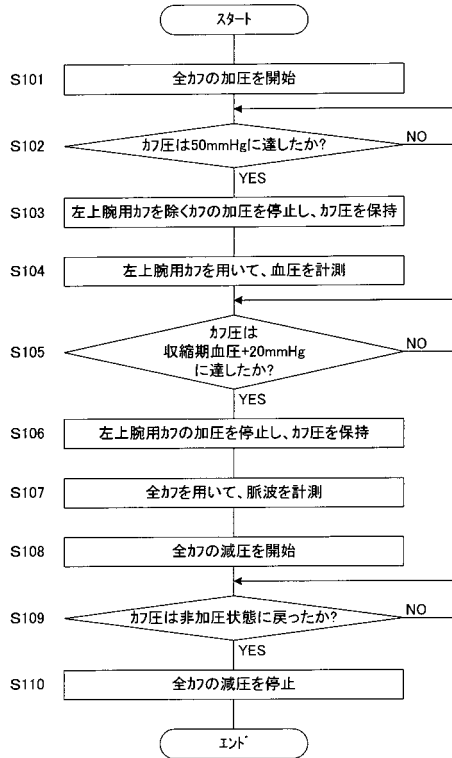 スタート
S101 全カフの加圧を開始
S102 カフ圧は50mmHgに達したか? NO
YES
S103 左上腕用カフを除くカフの加圧を停止し、カフ圧を保持
S104 左上腕用カフを用いて、血圧を計測
カフ圧は
S105 収縮期血圧+20mmHg NO
に達したか?
YES
S106 左上腕用カフの加圧を停止し、カフ圧を保持
S107 全カフを用いて、脈波を計測
S108 全カフの減圧を開始
S109 カフ圧は非加圧状態に戻ったか? NO
YES
S110 全カフの減圧を停止
エンド